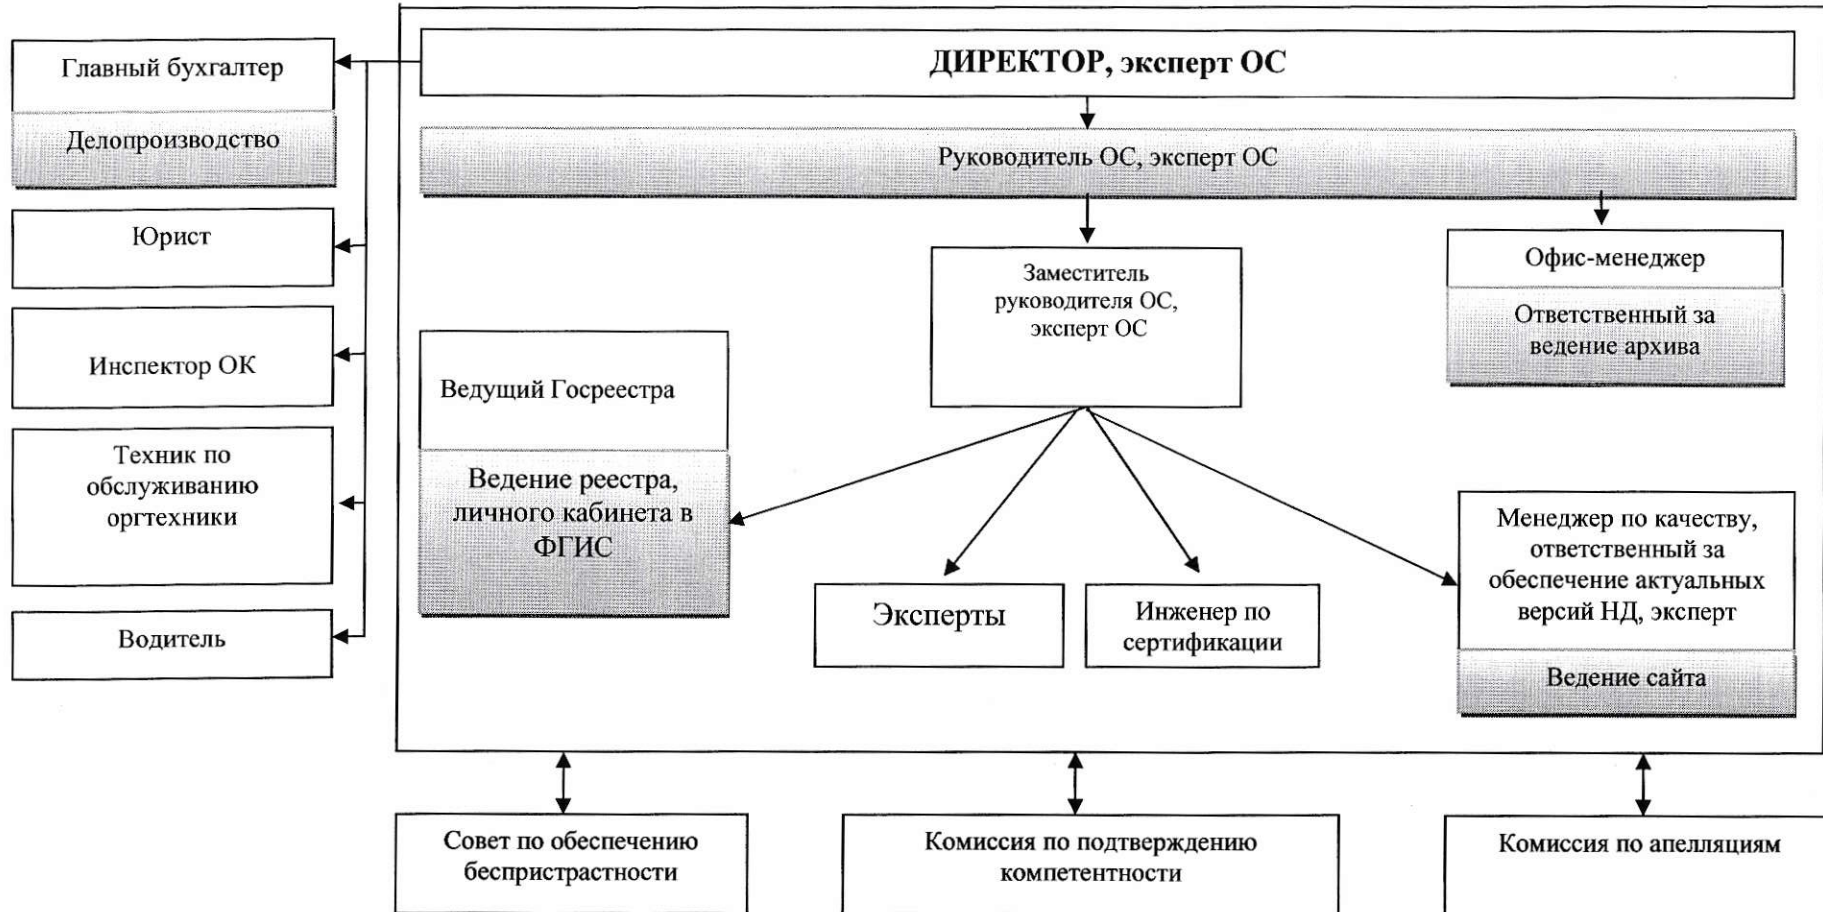 ДИРЕКТОР, эксперт ОС
Главный бухгалтер
Делопроизводство
Руководитель ОС, эксперт ОС
Юрист
Инспектор ОК
Техник по
обслуживанию
оргтехники
Водитель
Заместитель
руководителя ОС,
эксперт ОС
Офис-менеджер
Ответственный за
ведение архива
Ведущий Госреестра
Ведение реестра,
личного кабинета в
ФГИС
Эксперты
Инженер по
сертификации
Менеджер по качеству,
ответственный за
обеспечение актуальных
версий НД, эксперт
Ведение сайта
Совет по обеспечению
беспристрастности
Комиссия по подтверждению
компетентности
Комиссия по апелляциям